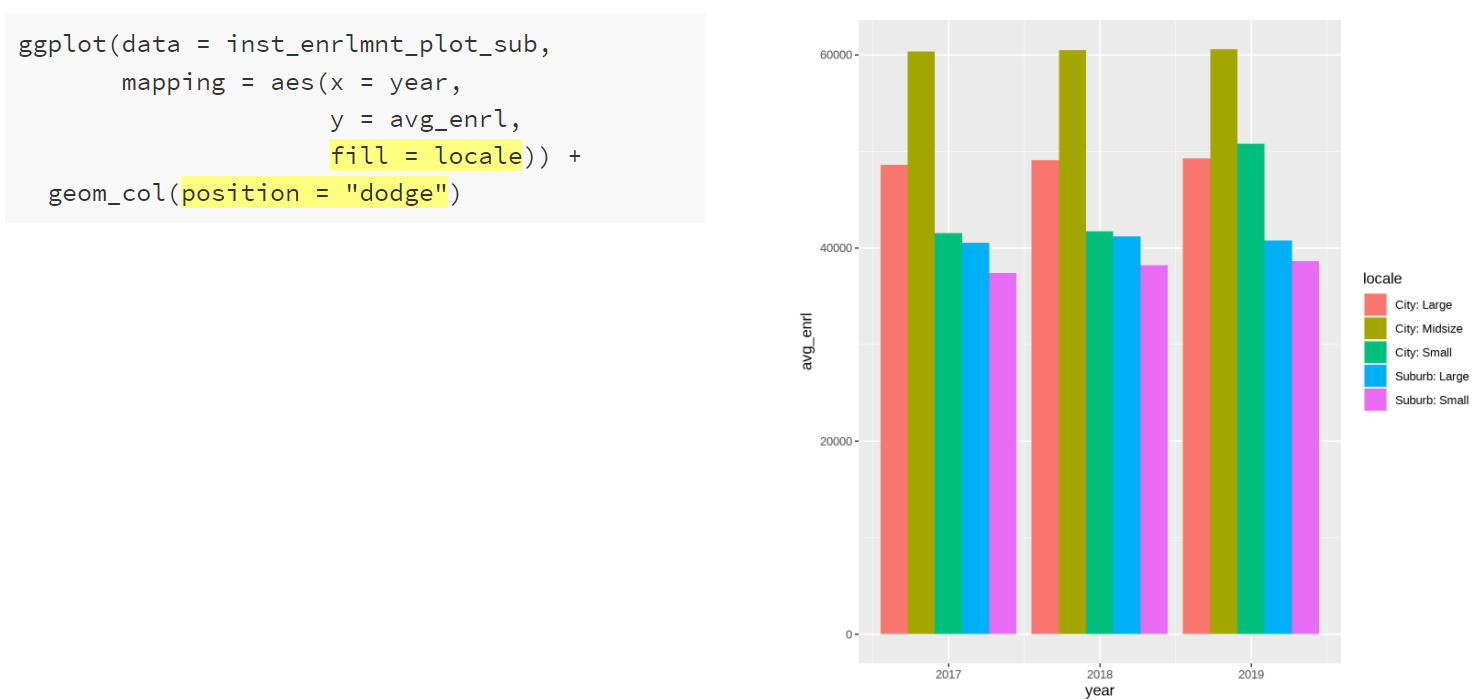 ggplot(data = inst_enrlmnt_plot_sub,
mapping = aes(x = year,
y = avg_enrl,
fill = locale)) +
geom_col(position = "dodge")
60000
40000
20000
0
avg_enrl
2017 2018 2019
year
locale
City: Large
City: Midsize
City: Small
Suburb: Large
Suburb: Small